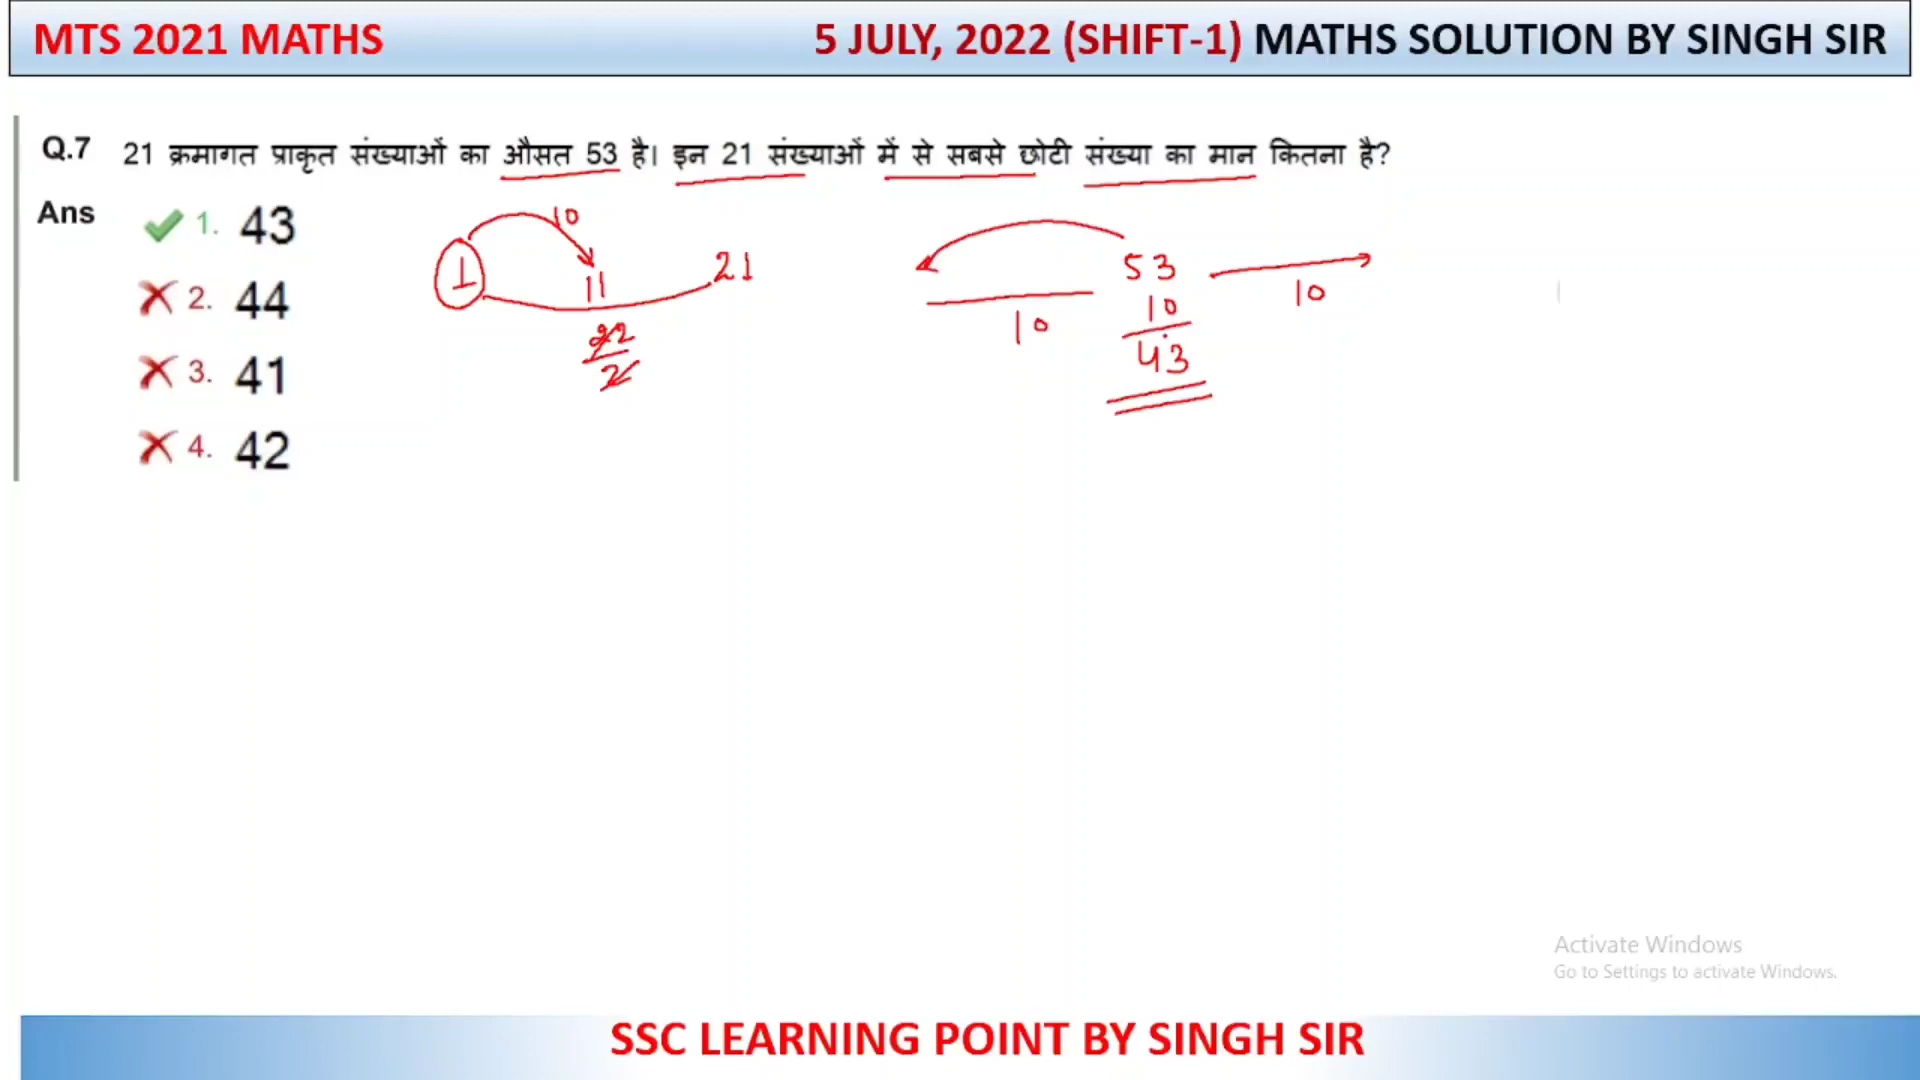 MTS 2021 MATHS
5 JULY, 2022 (SHIFT-1) MATHS SOLUTION BY SINGH SIR
Q.7 21 क्रमागत प्राकृत संख्याओं का औसत 53 है। इन 21 संख्याओं में से सबसे छोटी संख्या का मान कितना है?
Ans
1. 43
2. 44
3. 41
4. 42
10
1
11
21
22
2
53
10
10
10
43
Activate Windows
Go to Settings to activate Windows.
SSC LEARNING POINT BY SINGH SIR